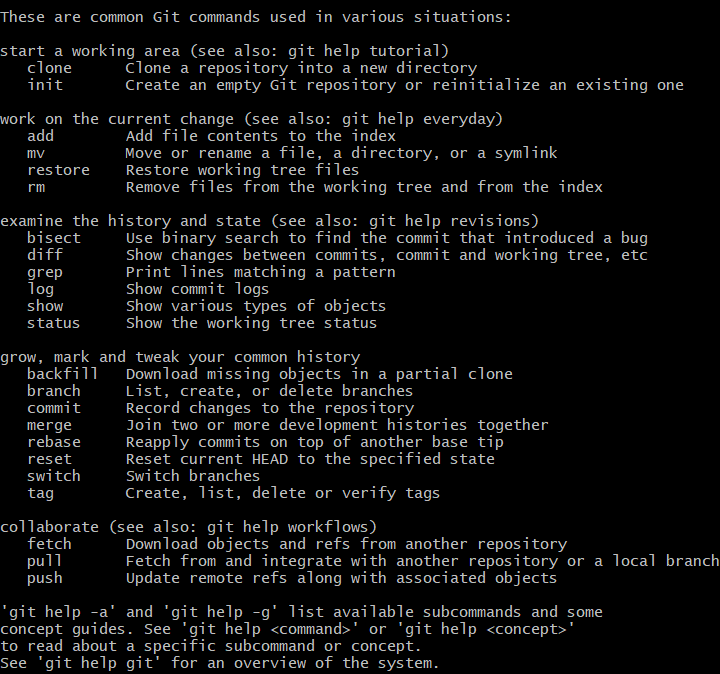 These are common Git commands used in various situations:

start a working area (see also: git help tutorial)
   clone      Clone a repository into a new directory
   init       Create an empty Git repository or reinitialize an existing one

work on the current change (see also: git help everyday)
   add        Add file contents to the index
   mv         Move or rename a file, a directory, or a symlink
   restore    Restore working tree files
   rm         Remove files from the working tree and from the index

examine the history and state (see also: git help revisions)
   bisect     Use binary search to find the commit that introduced a bug
   diff       Show changes between commits, commit and working tree, etc
   grep       Print lines matching a pattern
   log        Show commit logs
   show       Show various types of objects
   status     Show the working tree status

grow, mark and tweak your common history
   backfill   Download missing objects in a partial clone
   branch     List, create, or delete branches
   commit     Record changes to the repository
   merge      Join two or more development histories together
   rebase     Reapply commits on top of another base tip
   reset      Reset current HEAD to the specified state
   switch     Switch branches
   tag        Create, list, delete or verify tags

collaborate (see also: git help workflows)
   fetch      Download objects and refs from another repository
   pull       Fetch from and integrate with another repository or a local branch
   push       Update remote refs along with associated objects

'git help -a' and 'git help -g' list available subcommands and some
concept guides. See 'git help <command>' or 'git help <concept>'
to read about a specific subcommand or concept.
See 'git help git' for an overview of the system.